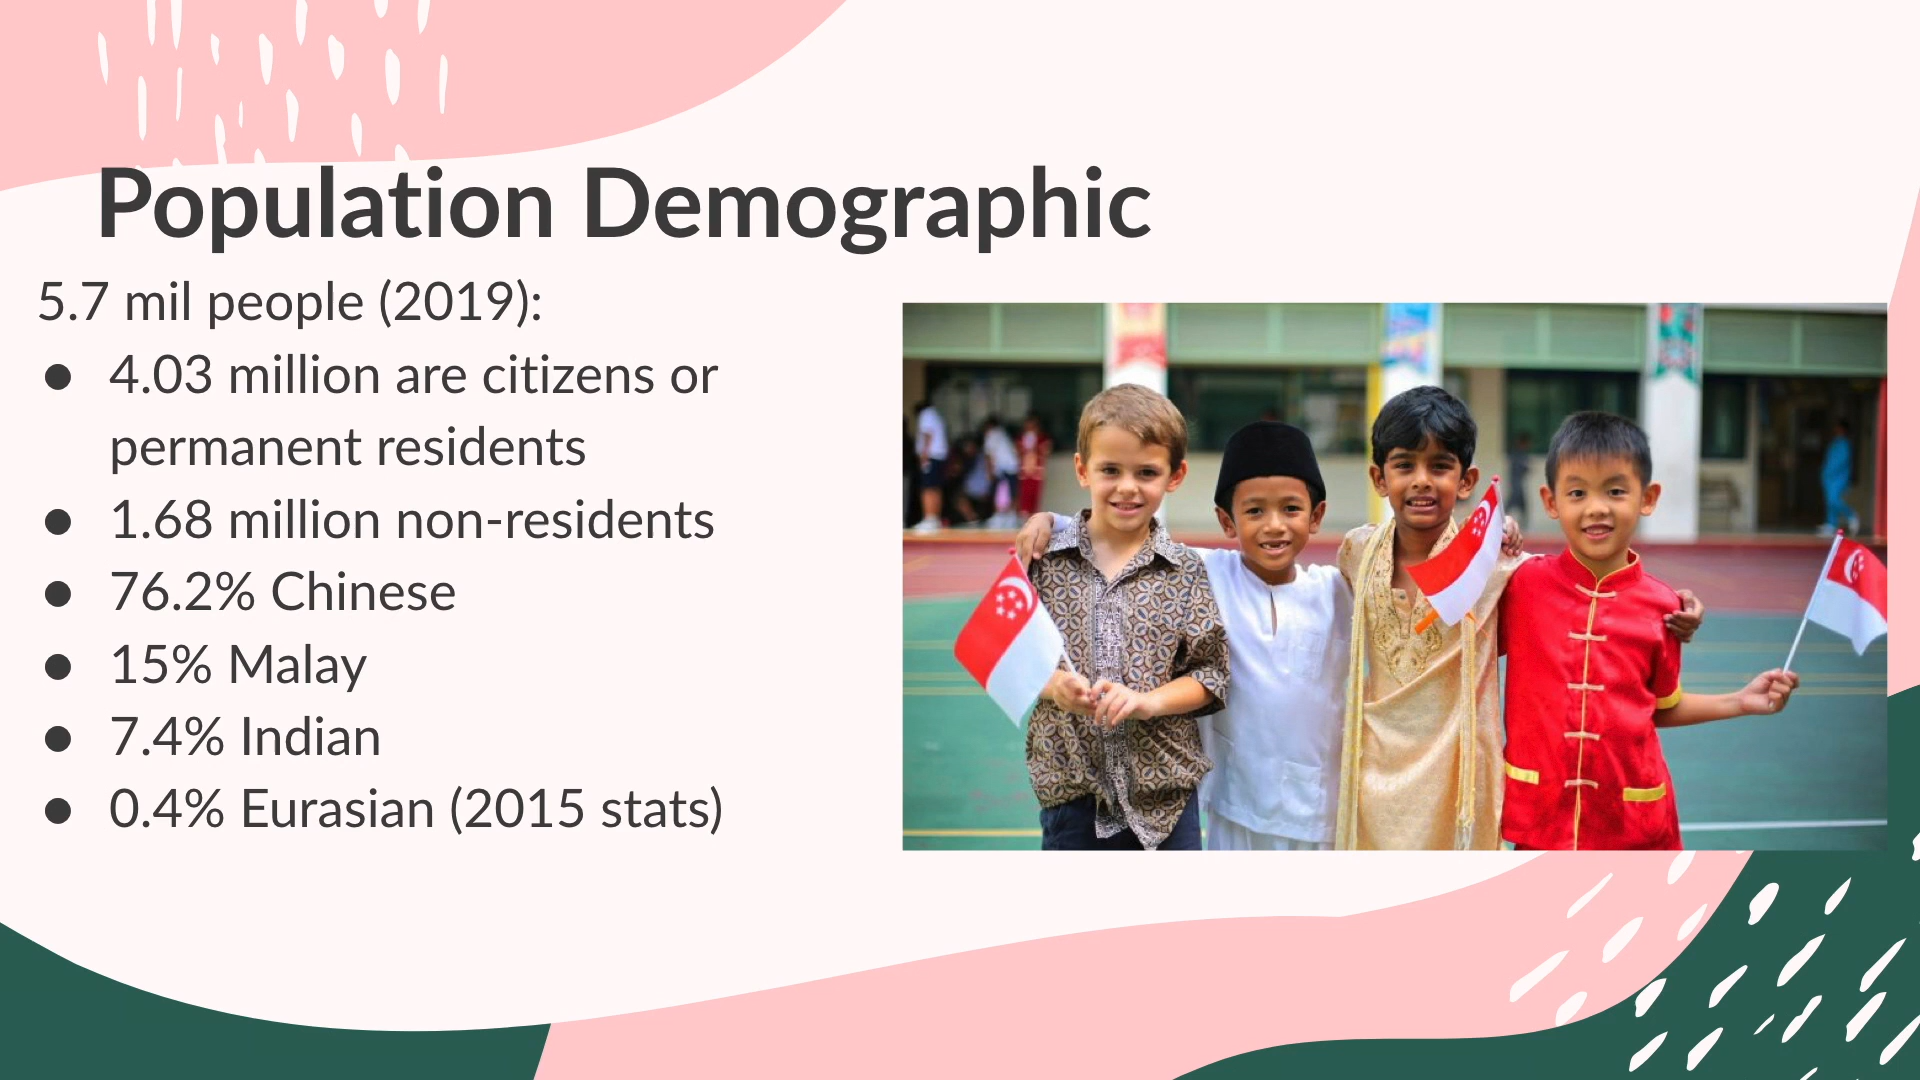 Population Demographic
5.7 mil people (2019):
● 4.03 million are citizens or
permanent residents
● 1.68 million non-residents
● 76.2% Chinese
● 15% Malay
● 7.4% Indian
● 0.4% Eurasian (2015 stats)